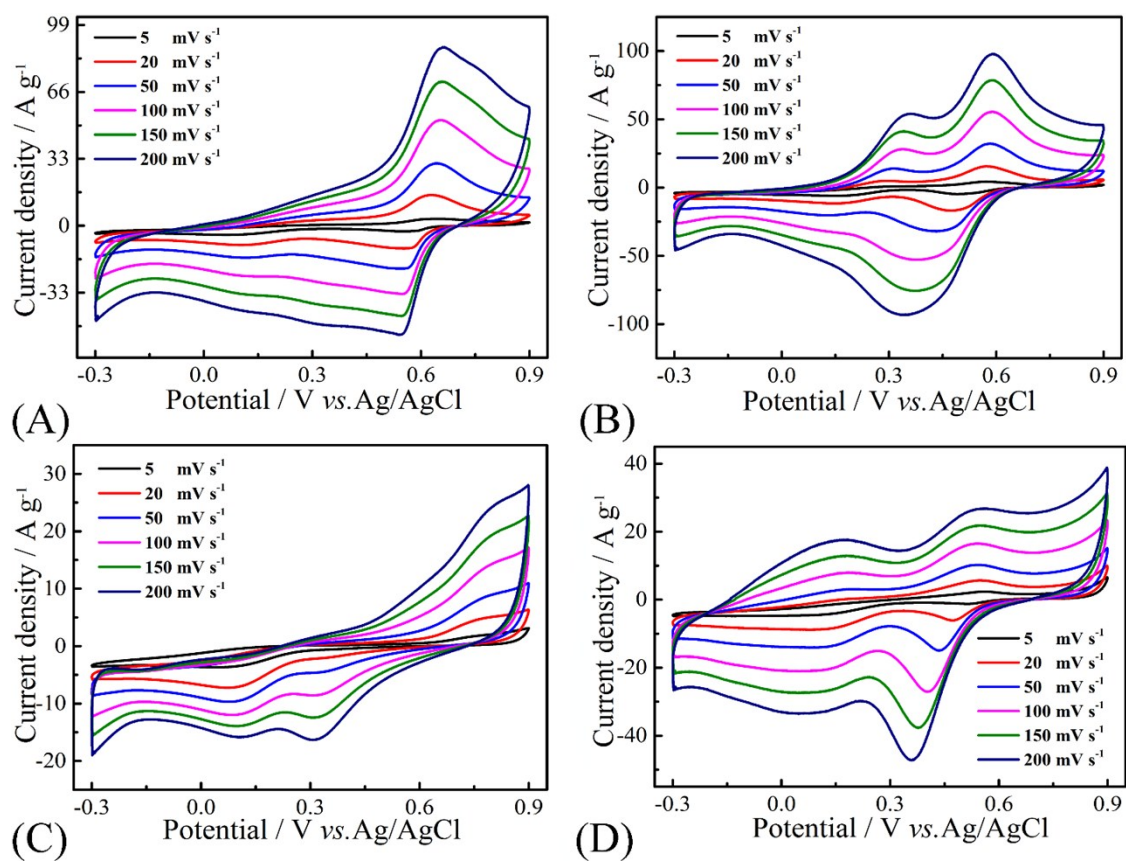 99
66
33
0
-33
-0.3
0.0
0.3
0.6
0.9
5 mV s⁻¹
20 mV s⁻¹
50 mV s⁻¹
100 mV s⁻¹
150 mV s⁻¹
200 mV s⁻¹
Current density / A g⁻¹
Potential / V vs.Ag/AgCl
(A)
100
50
0
-50
-100
-0.3
0.0
0.3
0.6
0.9
5 mV s⁻¹
20 mV s⁻¹
50 mV s⁻¹
100 mV s⁻¹
150 mV s⁻¹
200 mV s⁻¹
Current density / A g⁻¹
Potential / V vs.Ag/AgCl
(B)
30
20
10
0
-10
-20
-0.3
0.0
0.3
0.6
0.9
5 mV s⁻¹
20 mV s⁻¹
50 mV s⁻¹
100 mV s⁻¹
150 mV s⁻¹
200 mV s⁻¹
Current density / A g⁻¹
Potential / V vs.Ag/AgCl
(C)
40
20
0
-20
-40
-0.3
0.0
0.3
0.6
0.9
5 mV s⁻¹
20 mV s⁻¹
50 mV s⁻¹
100 mV s⁻¹
150 mV s⁻¹
200 mV s⁻¹
Current density / A g⁻¹
Potential / V vs.Ag/AgCl
(D)